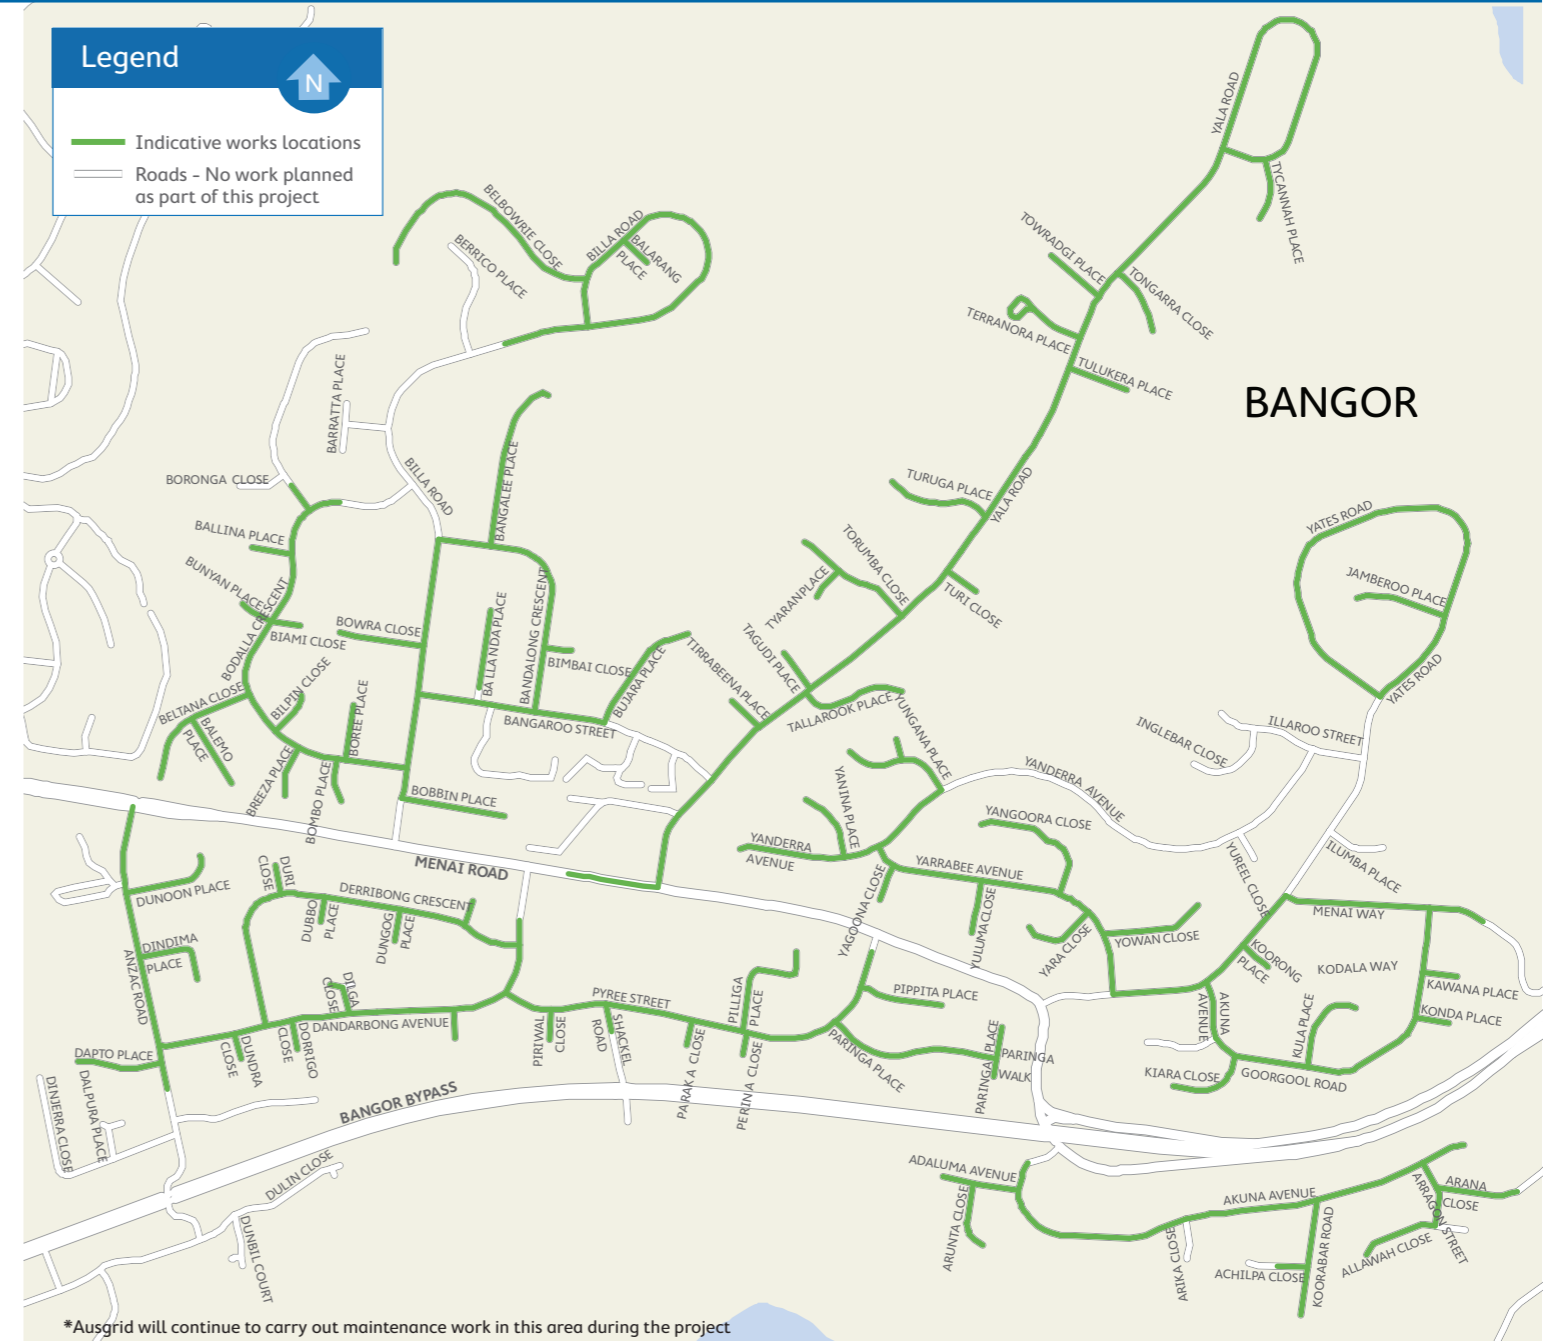 Legend
N
Indicative works locations
Roads - No work planned
as part of this project
BANGOR
YALA ROAD
TYCANNAH PLACE
TOWRADGI PLACE
TONGARRA CLOSE
TERRANORA PLACE
TULUKERA PLACE
BELBOWRIE CLOSE
BERRICO PLACE
BILLA ROAD
BALARANG
PLACE
BARRATTA PLACE
BILLA ROAD
BANGALEE PLACE
BORONGA CLOSE
BALLINA PLACE
BUNYAN PLACE
BODALLA CRESCENT
BIAMI CLOSE
BOWRA CLOSE
BILPIN CLOSE
BELTANA CLOSE
BALEMO
PLACE
BOREE PLACE
BREEZA PLACE
BOMBO PLACE
BOBBIN PLACE
BA LLA NDA PLACE
BANDALONG CRESCENT
BIMBAI CLOSE
BUJARA PLACE
BANGAROO STREET
TURUGA PLACE
YALA ROAD
TORUMBA CLOSE
TYARAN PLACE
TURI CLOSE
TAGUDI PLACE
TIRRABEENA PLACE
TALLAROOK PLACE
YUNGANA PLACE
YATES ROAD
JAMBEROO PLACE
YATES ROAD
ILLAROO STREET
INGLEBAR CLOSE
YANDERRA AVENUE
YANINA PLACE
YANGOORA CLOSE
YANDERRA
AVENUE
YARRABEE AVENUE
YAGOONA CLOSE
YULUMA CLOSE
YARA CLOSE
YOWAN CLOSE
YUREEL CLOSE
ILUMBA PLACE
MENAI WAY
KOORONG
PLACE
KODALA WAY
KAWANA PLACE
KONDA PLACE
KULA PLACE
AKUNA
AVENUE
GOORGOOL ROAD
KIARA CLOSE
MENAI ROAD
DUNOON PLACE
DURI
CLOSE
DERRIBONG CRESCENT
DUBBO
PLACE
DUNGOG
PLACE
DINDIMA
PLACE
ANZAC ROAD
DILGA
CLOSE
DANDARBONG AVENUE
DORRIGO
CLOSE
DUNDRA
CLOSE
DAPTO PLACE
DALPURA PLACE
DINJERRA CLOSE
PYREE STREET
PIRIWAL
CLOSE
SHACKEL
ROAD
PILLIGA
PLACE
PA RAK A CLOSE
PERIN A CLOSE
PIPPITA PLACE
PARINGA PLACE
PARINGA PLACE
PARINGA
WALK
BANGOR BYPASS
DULIN CLOSE
DUNBIL COURT
ADALUMA AVENUE
ARUNTA CLOSE
AKUNA AVENUE
ARIKA CLOSE
ACHILPA CLOSE
KOORABAR ROAD
ALLAWAH CLOSE
ARRAGON STREET
ARANA
CLOSE
*Ausgrid will continue to carry out maintenance work in this area during the project